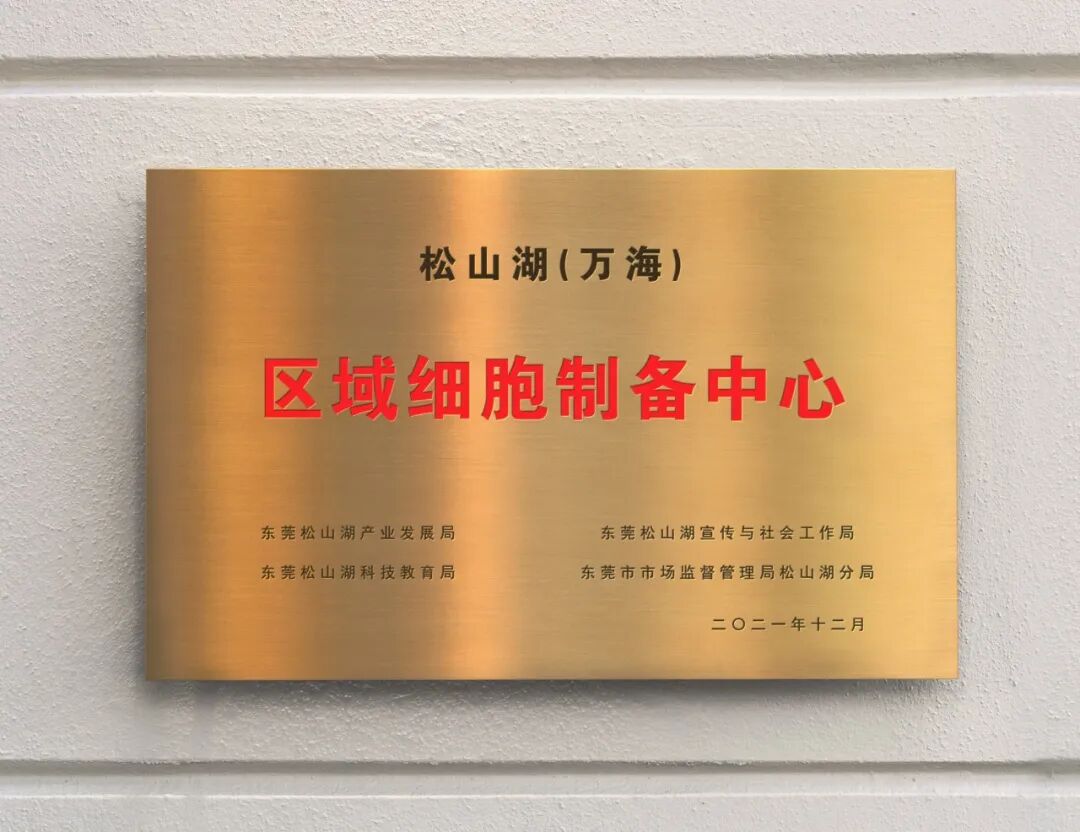 松山湖(万海)
区域细胞制备中心
东莞松山湖产业发展局 东莞松山湖宣传与社会工作局
东莞松山湖科技教育局 东莞市市场监督管理局松山湖分局
二〇二一年十二月